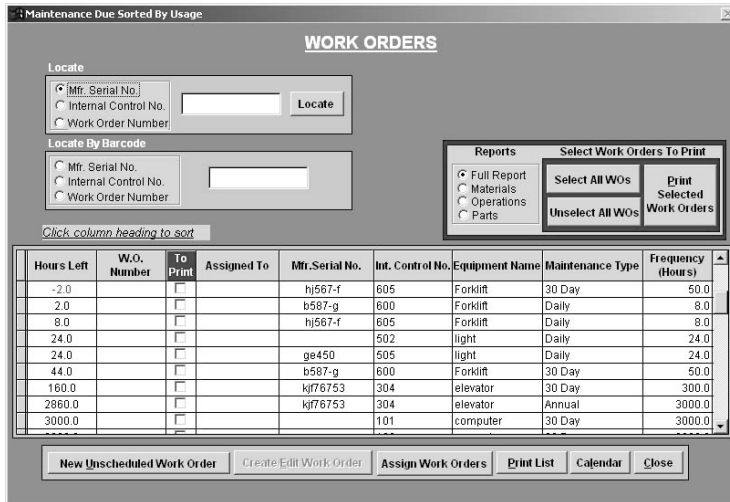 Maintenance Due Sorted By Usage
WORK ORDERS
Locate
Mfr. Serial No.
Internal Control No.
Work Order Number
Locate
Locate By Barcode
Mfr. Serial No.
Internal Control No.
Work Order Number
Reports
Full Report
Materials
Operations
Parts
Select Work Orders To Print
Select All WOs
Unselect All WOs
Print
Selected
Work Orders
Click column heading to sort
Hours Left W.O. Number To Print Assigned To Mfr.Serial No. Int. Control No. Equipment Name Maintenance Type Frequency (Hours)
-2.0 hj567-f 605 Forklift 30 Day 50.0
2.0 b587-g 600 Forklift Daily 8.0
8.0 hj567-f 605 Forklift Daily 8.0
24.0 502 light Daily 24.0
24.0 ge450 505 light Daily 24.0
44.0 b587-g 600 Forklift 30 Day 50.0
160.0 kjf76753 304 elevator 30 Day 300.0
2860.0 kjf76753 304 elevator Annual 3000.0
3000.0 101 computer 30 Day 3000.0
New Unscheduled Work Order Create Edit Work Order Assign Work Orders Print List Calendar Close